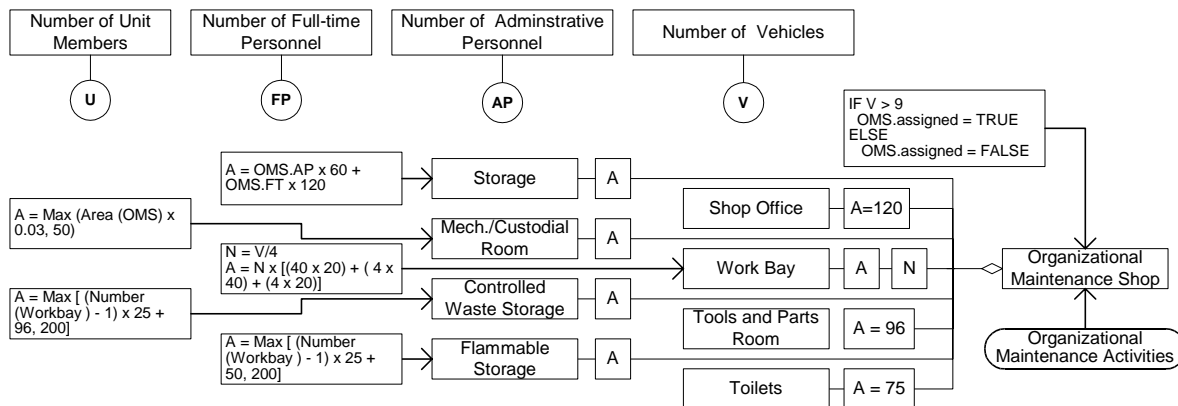 Number of Unit
Members
Number of Full-time
Personnel
Number of  Adminstrative
Personnel
Number of  Vehicles
U
FP
AP
V
IF V > 9
OMS.assigned = TRUE
ELSE
OMS.assigned = FALSE
A = OMS.AP x 60 +
OMS.FT x 120
Storage
A
Shop Office
A=120
A = Max (Area (OMS) x
0.03, 50)
Mech./Custodial
Room
A
N = V/4
A = N x [(40 x 20) + ( 4 x
40) + (4 x 20)]
Work Bay
A
N
Organizational
Maintenance Shop
A = Max [ (Number
(Workbay ) - 1) x 25 +
96, 200]
Controlled
Waste Storage
A
Tools and Parts
Room
A = 96
Organizational
Maintenance Activities
A = Max [ (Number
(Workbay ) - 1) x 25 +
50, 200]
Flammable
Storage
A
Toilets
A = 75